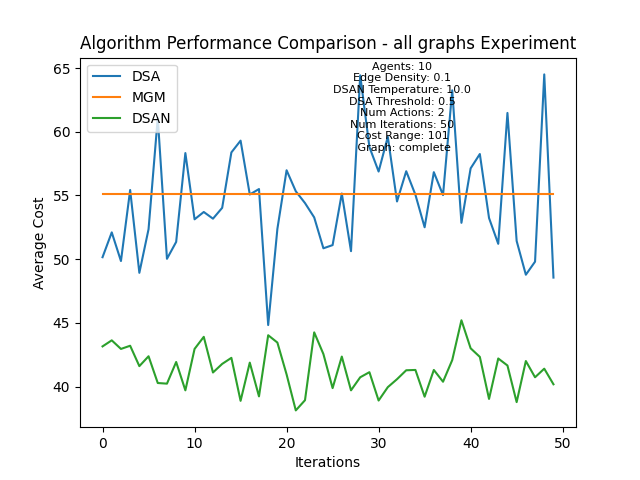 Algorithm Performance Comparison - all graphs Experiment
DSA
MGM
DSAN
Agents: 10
Edge Density: 0.1
DSAN Temperature: 10.0
DSA Threshold: 0.5
Num Actions: 2
Num Iterations: 50
Cost Range: 101
Graph: complete
Average Cost
65
60
55
50
45
40
0 10 20 30 40 50
Iterations